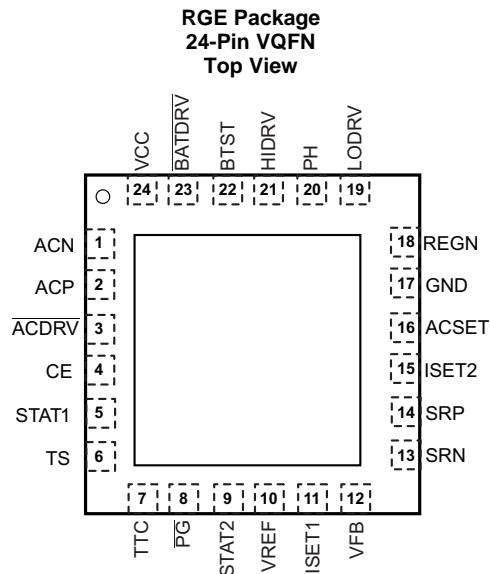 RGE Package
24-Pin VQFN
Top View
VCC
BATDRV
BTST
HIDRV
PH
LODRV
24
23
22
21
20
19
ACN 1
ACP 2
ACDRV 3
CE 4
STAT1 5
TS 6
18 REGN
17 GND
16 ACSET
15 ISET2
14 SRP
13 SRN
7
8
9
10
11
12
TTC
PG
STAT2
VREF
ISET1
VFB